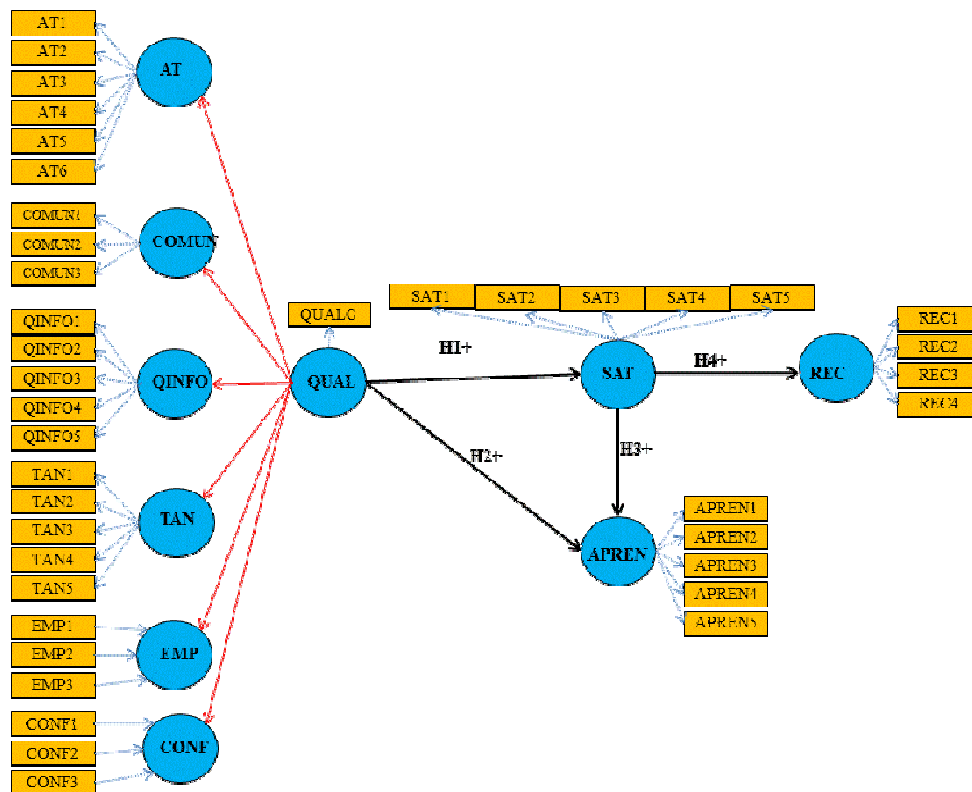 AT1
AT2
AT3
AT4
AT5
AT6
AT
COMUN1
COMUN2
COMUN3
COMUN
QINFO1
QINFO2
QINFO3
QINFO4
QINFO5
QINFO
TAN1
TAN2
TAN3
TAN4
TAN5
TAN
EMP1
EMP2
EMP3
EMP
CONF1
CONF2
CONF3
CONF
QUALG
QUAL
H1+
H2+
SAT1
SAT2
SAT3
SAT4
SAT5
SAT
H4+
H3+
REC
REC1
REC2
REC3
REC4
APREN
APREN1
APREN2
APREN3
APREN4
APREN5